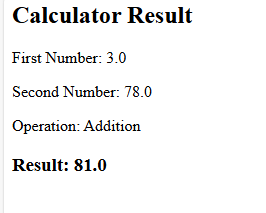 Calculator Result
First Number: 3.0
Second Number: 78.0
Operation: Addition
Result: 81.0